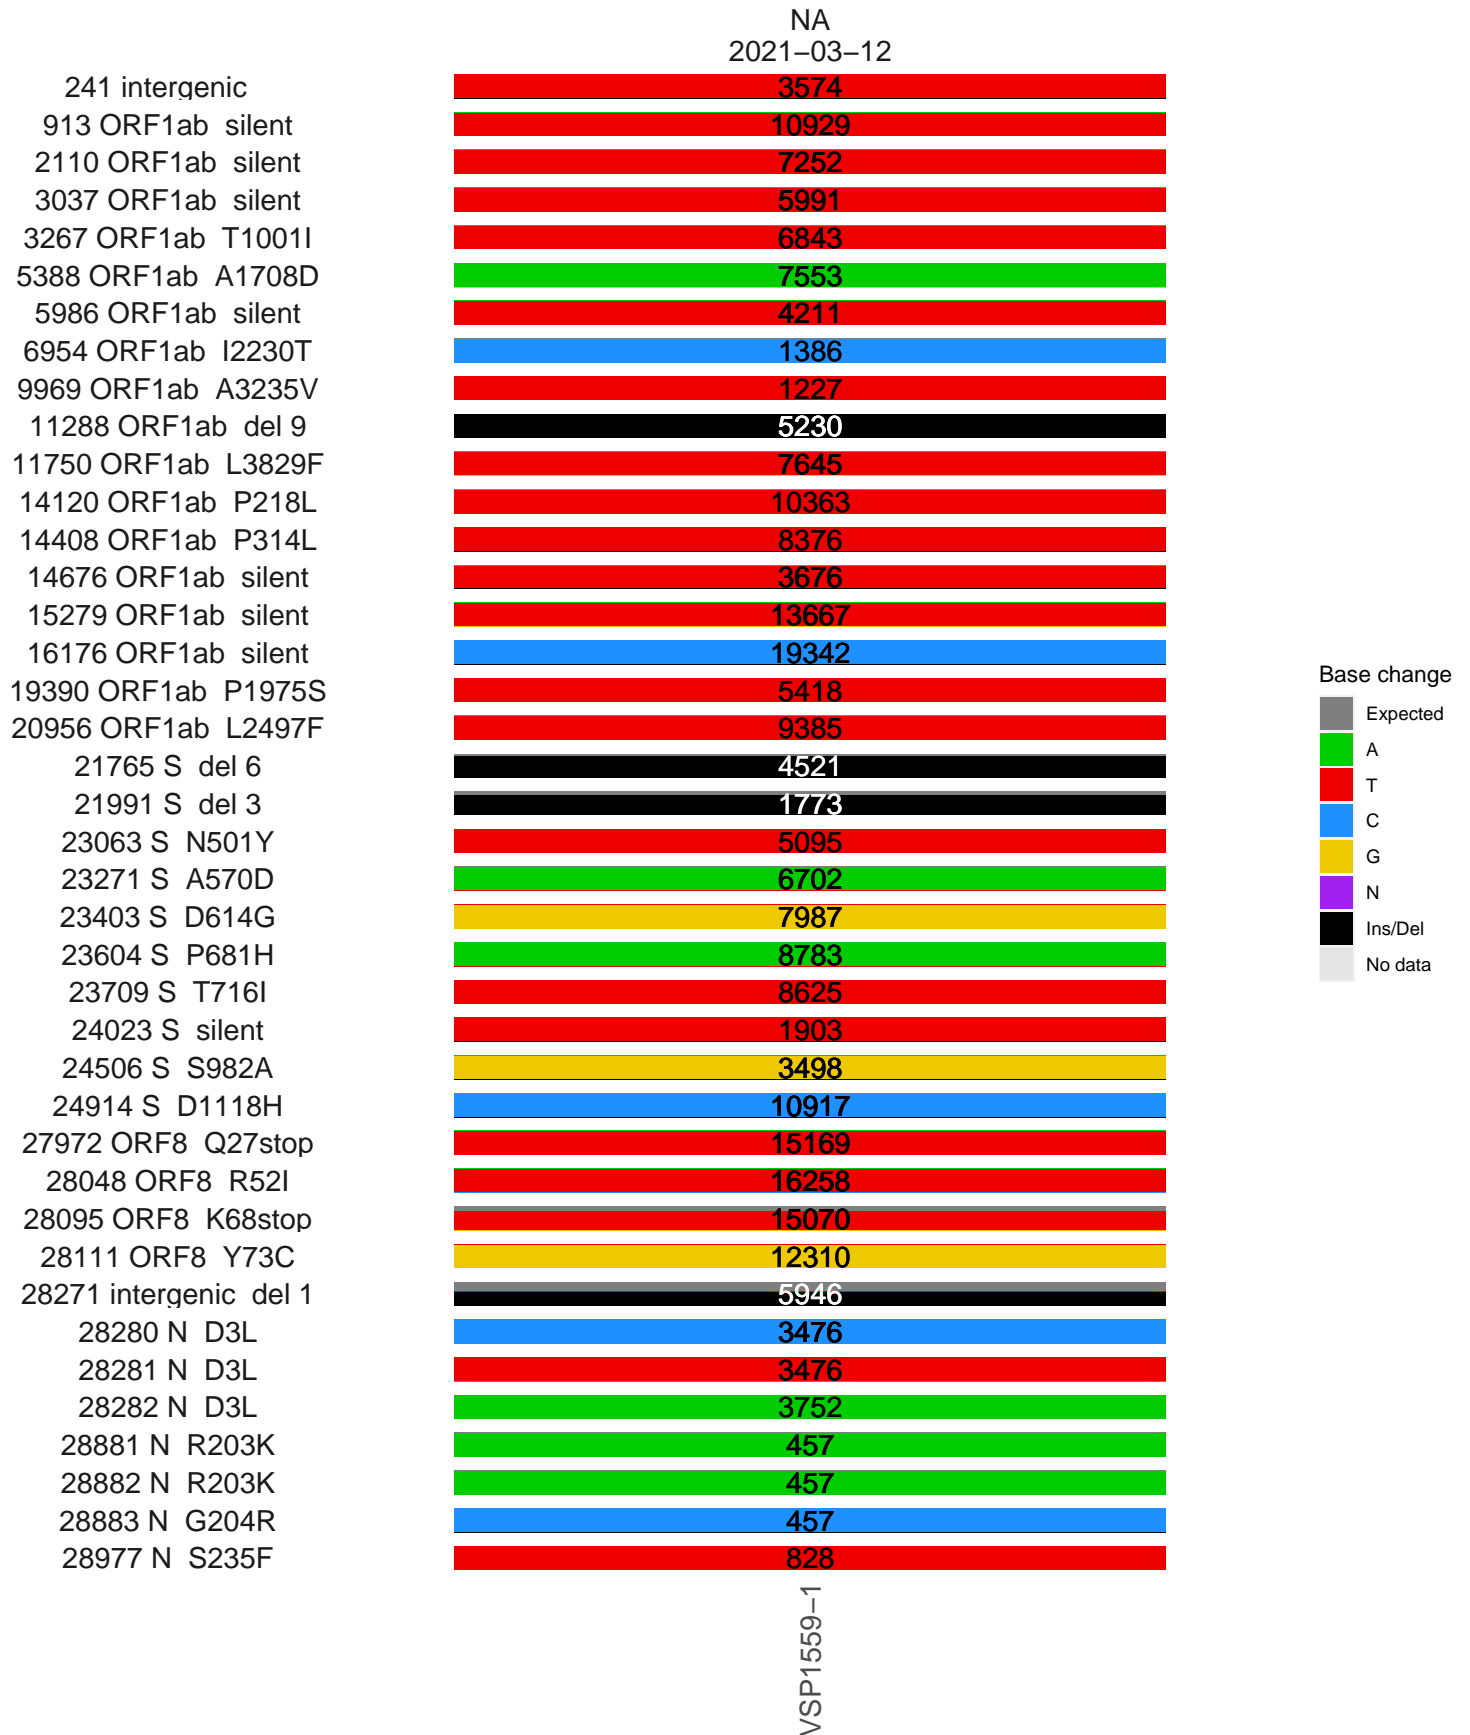 NA
2021−03−12
241 intergenic 3574
913 ORF1ab silent 10929
2110 ORF1ab silent 7252
3037 ORF1ab silent 5991
3267 ORF1ab T1001I 6843
5388 ORF1ab A1708D 7553
5986 ORF1ab silent 4211
6954 ORF1ab I2230T 1386
9969 ORF1ab A3235V 1227
11288 ORF1ab del 9 5230
11750 ORF1ab L3829F 7645
14120 ORF1ab P218L 10363
14408 ORF1ab P314L 8376
14676 ORF1ab silent 3676
15279 ORF1ab silent 13667
16176 ORF1ab silent 19342
19390 ORF1ab P1975S 5418
20956 ORF1ab L2497F 9385
21765 S del 6 4521
21991 S del 3 1773
23063 S N501Y 5095
23271 S A570D 6702
23403 S D614G 7987
23604 S P681H 8783
23709 S T716I 8625
24023 S silent 1903
24506 S S982A 3498
24914 S D1118H 10917
27972 ORF8 Q27stop 15169
28048 ORF8 R52I 16258
28095 ORF8 K68stop 15070
28111 ORF8 Y73C 12310
28271 intergenic del 1 5946
28280 N D3L 3476
28281 N D3L 3476
28282 N D3L 3752
28881 N R203K 457
28882 N R203K 457
28883 N G204R 457
28977 N S235F 828
VSP1559−1
Base change
Expected
A
T
C
G
N
Ins/Del
No data